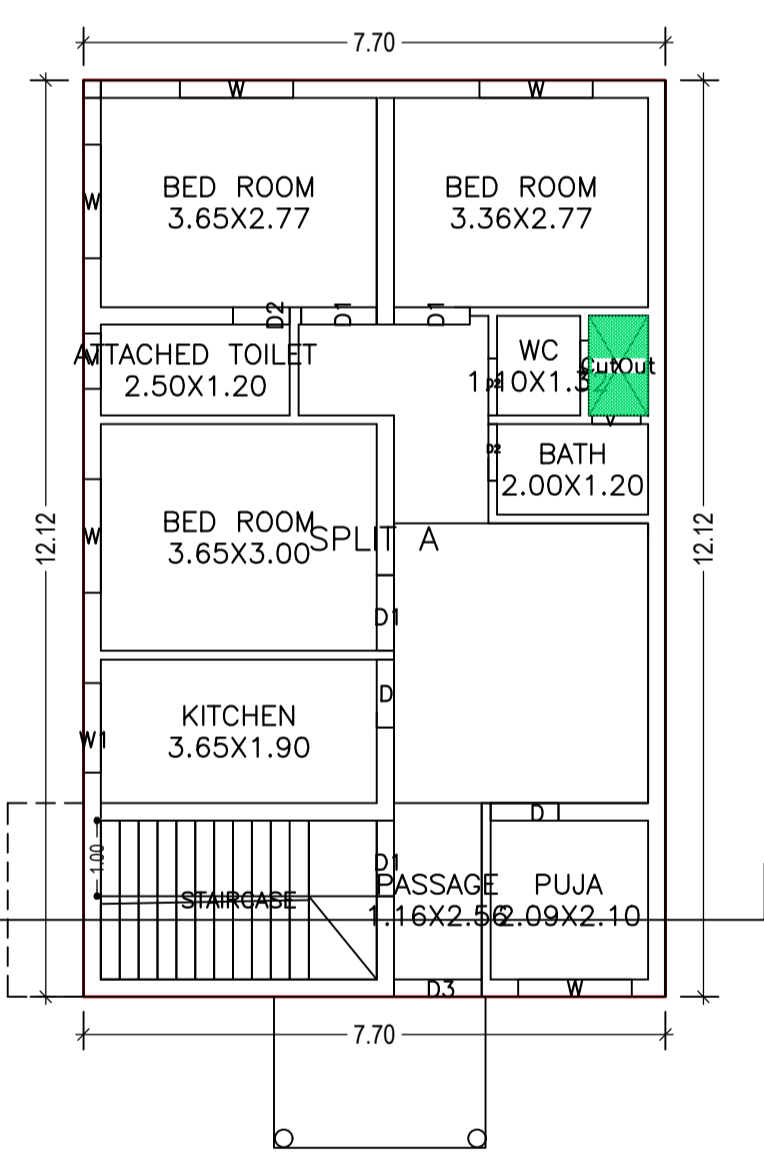 7.70
W
W
BED ROOM
3.65X2.77
BED ROOM
3.36X2.77
W
D2
D1
D1
ATTACHED TOILET
2.50X1.20
WC
D2
CutOut
V
D2
BATH
2.00X1.20
12.12
12.12
W
BED ROOM
3.65X3.00
SPLIT A
D1
D
KITCHEN
3.65X1.90
W1
D
1.00
D1
STAIRCASE
PASSAGE
1.16X2.56
PUJA
2.09X2.10
D3
W
7.70